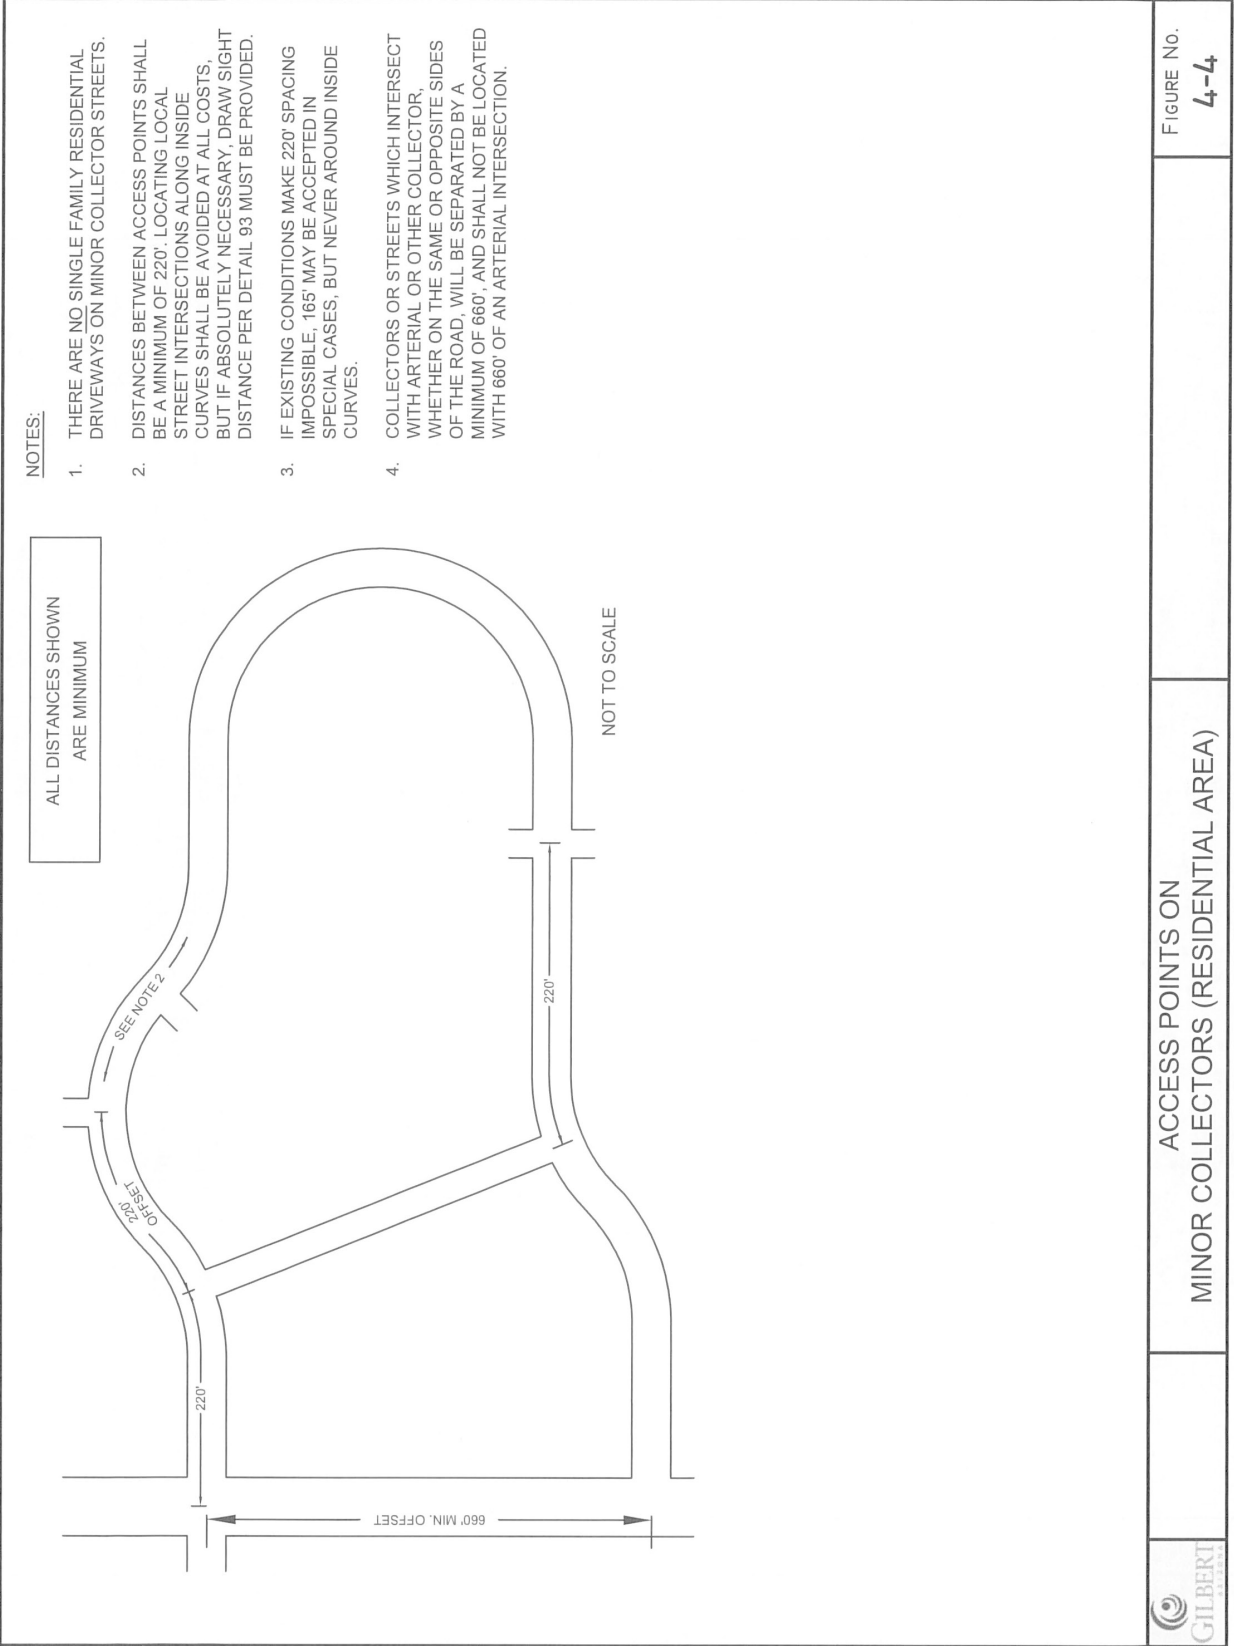 ALL DISTANCES SHOWN
ARE MINIMUM
NOTES:
1. THERE ARE NO SINGLE FAMILY RESIDENTIAL
DRIVEWAYS ON MINOR COLLECTOR STREETS.
2. DISTANCES BETWEEN ACCESS POINTS SHALL
BE A MINIMUM OF 220'. LOCATING LOCAL
STREET INTERSECTIONS ALONG INSIDE
CURVES SHALL BE AVOIDED AT ALL COSTS,
BUT IF ABSOLUTELY NECESSARY, DRAW SIGHT
DISTANCE PER DETAIL 93 MUST BE PROVIDED.
3. IF EXISTING CONDITIONS MAKE 220' SPACING
IMPOSSIBLE, 165' MAY BE ACCEPTED IN
SPECIAL CASES, BUT NEVER AROUND INSIDE
CURVES.
4. COLLECTORS OR STREETS WHICH INTERSECT
WITH ARTERIAL OR OTHER COLLECTOR,
WHETHER ON THE SAME OR OPPOSITE SIDES
OF THE ROAD, WILL BE SEPARATED BY A
MINIMUM OF 660', AND SHALL NOT BE LOCATED
WITH 660' OF AN ARTERIAL INTERSECTION.
SEE NOTE 2
220'
OFFSET
220'
220'
660' MIN. OFFSET
NOT TO SCALE
GILBERT
ARIZONA
ACCESS POINTS ON
MINOR COLLECTORS (RESIDENTIAL AREA)
FIGURE NO.
4-4